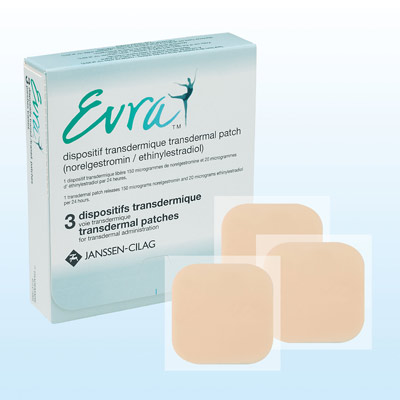 Evra™
dispositif transdermique transdermal patch
(norelgestromin / ethinylestradiol)
1 dispositif transdermique libère 150 microgrammes de norelgestromine et 20 microgrammes
d' éthinylestradiol par 24 heures.
1 transdermal patch releases 150 micrograms norelgestromin and 20 micrograms ethinylestradiol
per 24 hours.
3 dispositifs transdermique
voie transdermique
transdermal patches
for transdermal administration
JANSSEN-CILAG
Evra
3